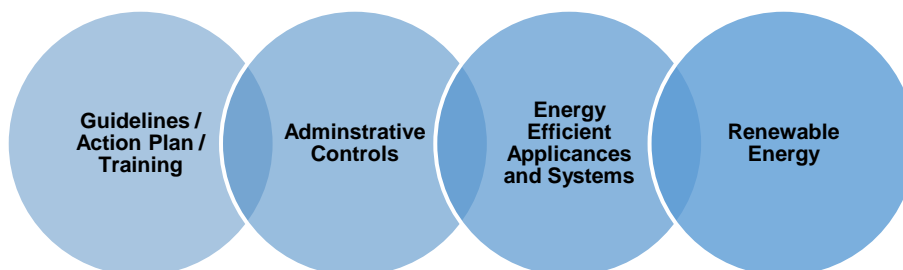 Guidelines /
Action Plan /
Training
Adminstrative
Controls
Energy
Efficient
Applicances
and Systems
Renewable
Energy